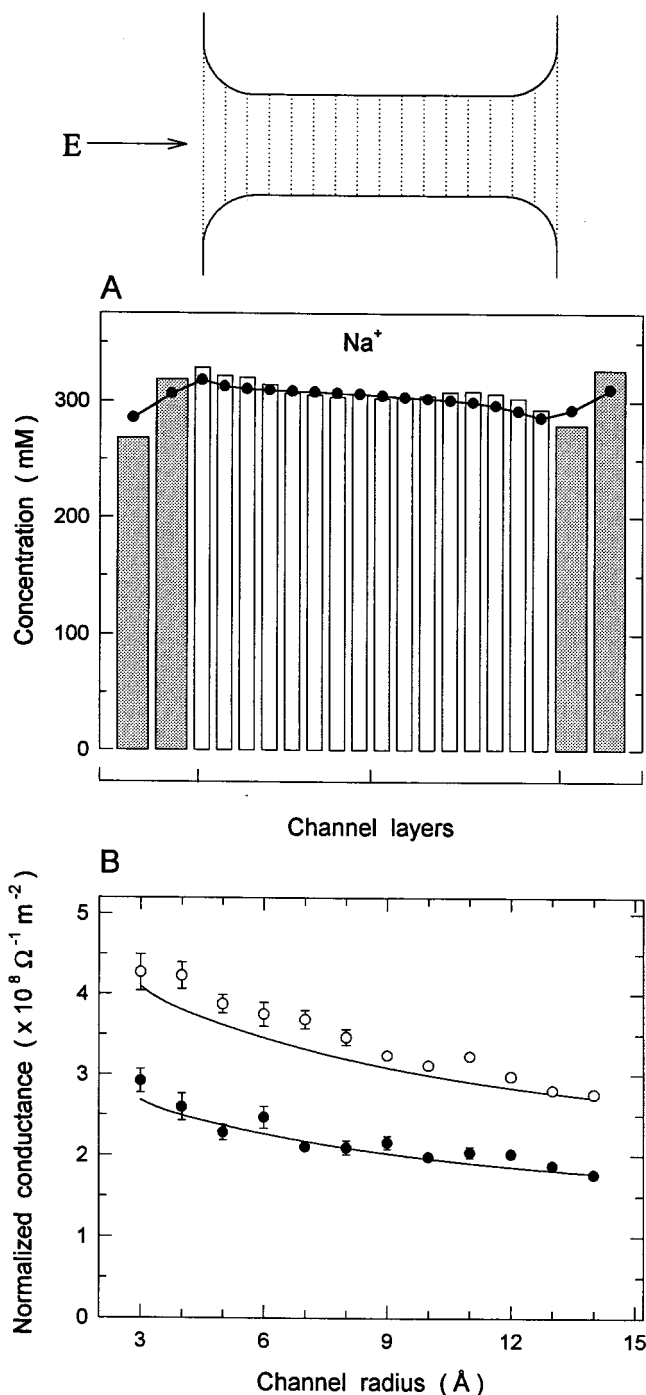 E
A
Na⁺
Concentration (mM)
300
200
100
0
Channel layers
B
Normalized conductance (x 10⁸ Ω⁻¹ m⁻²)
5
4
3
2
1
0
3 6 9 12 15
Channel radius (Å)